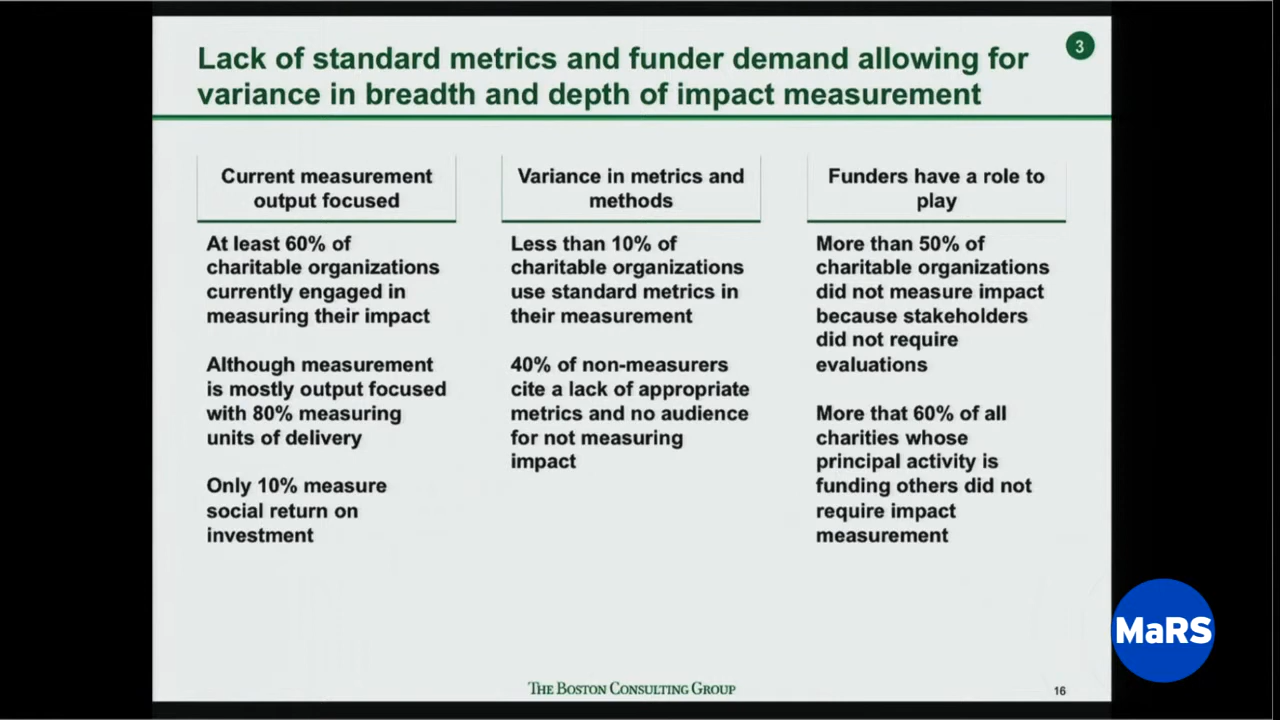 Lack of standard metrics and funder demand allowing for
variance in breadth and depth of impact measurement
3
Current measurement
output focused
At least 60% of
charitable organizations
currently engaged in
measuring their impact
Although measurement
is mostly output focused
with 80% measuring
units of delivery
Only 10% measure
social return on
investment
Variance in metrics and
methods
Less than 10% of
charitable organizations
use standard metrics in
their measurement
40% of non-measurers
cite a lack of appropriate
metrics and no audience
for not measuring
impact
Funders have a role to
play
More than 50% of
charitable organizations
did not measure impact
because stakeholders
did not require
evaluations
More that 60% of all
charities whose
principal activity is
funding others did not
require impact
measurement
THE BOSTON CONSULTING GROUP
16
MaRS